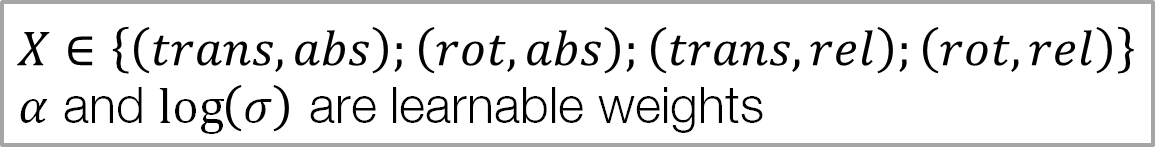 X ∈ {(trans, abs); (rot, abs); (trans, rel); (rot, rel)}
α and log(σ) are learnable weights